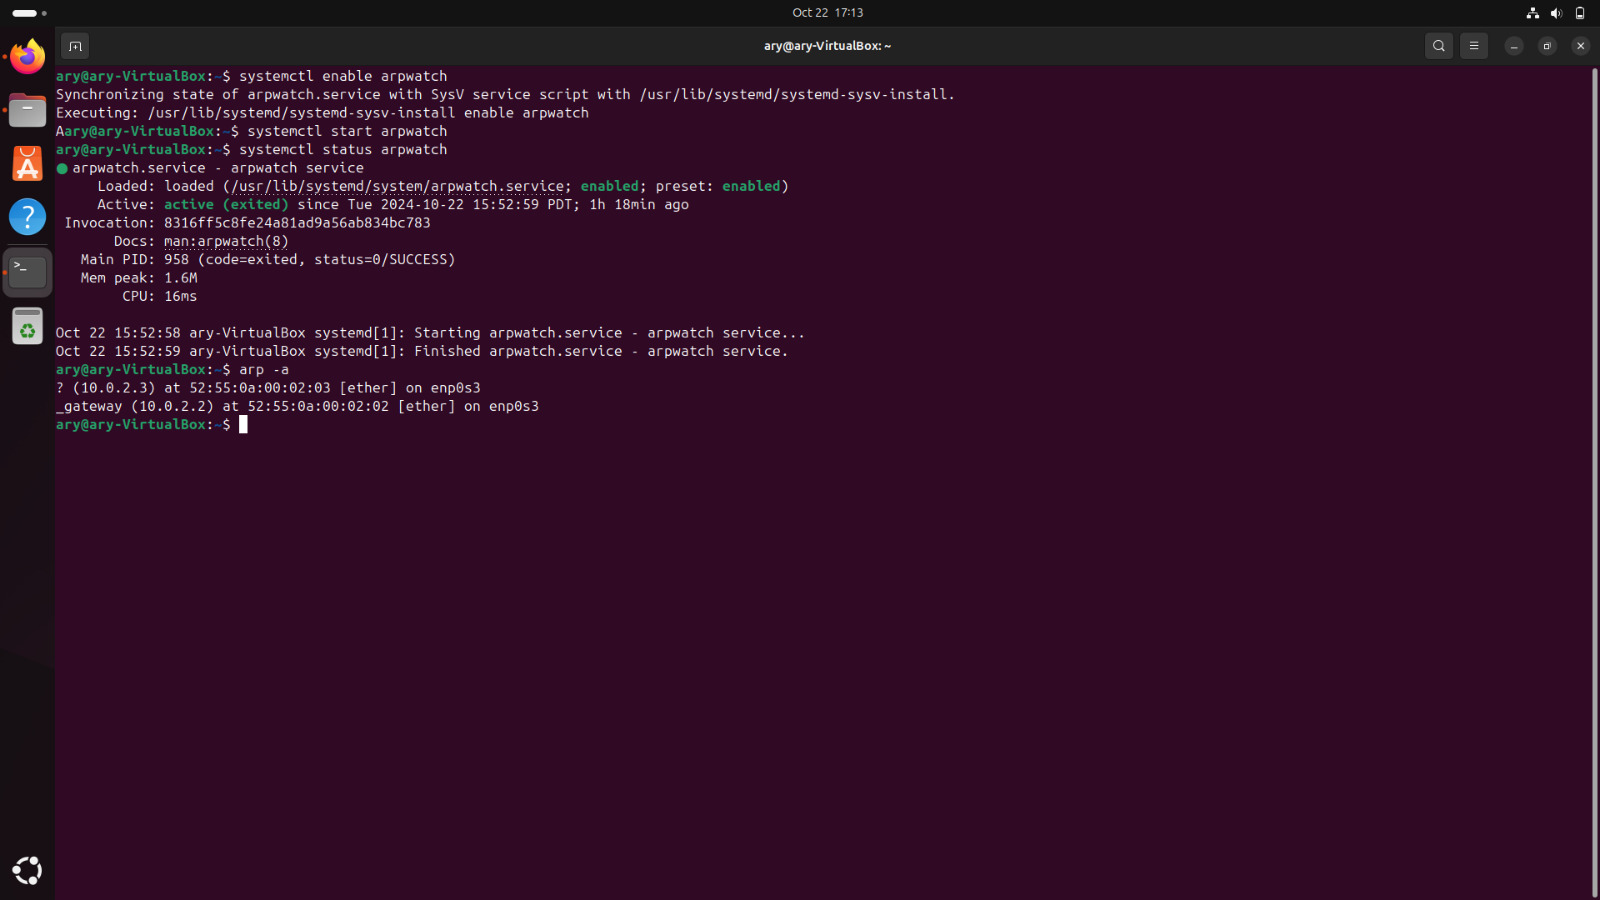 Oct 22 17:13
ary@ary-VirtualBox: ~
ary@ary-VirtualBox:~$ systemctl enable arpwatch
Synchronizing state of arpwatch.service with SysV service script with /usr/lib/systemd/systemd-sysv-install.
Executing: /usr/lib/systemd/systemd-sysv-install enable arpwatch
Aary@ary-VirtualBox:~$ systemctl start arpwatch
ary@ary-VirtualBox:~$ systemctl status arpwatch
● arpwatch.service - arpwatch service
Loaded: loaded (/usr/lib/systemd/system/arpwatch.service; enabled; preset: enabled)
Active: active (exited) since Tue 2024-10-22 15:52:59 PDT; 1h 18min ago
Invocation: 8316ff5c8fe24a81ad9a56ab834bc783
Docs: man:arpwatch(8)
Main PID: 958 (code=exited, status=0/SUCCESS)
Mem peak: 1.6M
CPU: 16ms
Oct 22 15:52:58 ary-VirtualBox systemd[1]: Starting arpwatch.service - arpwatch service...
Oct 22 15:52:59 ary-VirtualBox systemd[1]: Finished arpwatch.service - arpwatch service.
ary@ary-VirtualBox:~$ arp -a
? (10.0.2.3) at 52:55:0a:00:02:03 [ether] on enp0s3
_gateway (10.0.2.2) at 52:55:0a:00:02:02 [ether] on enp0s3
ary@ary-VirtualBox:~$